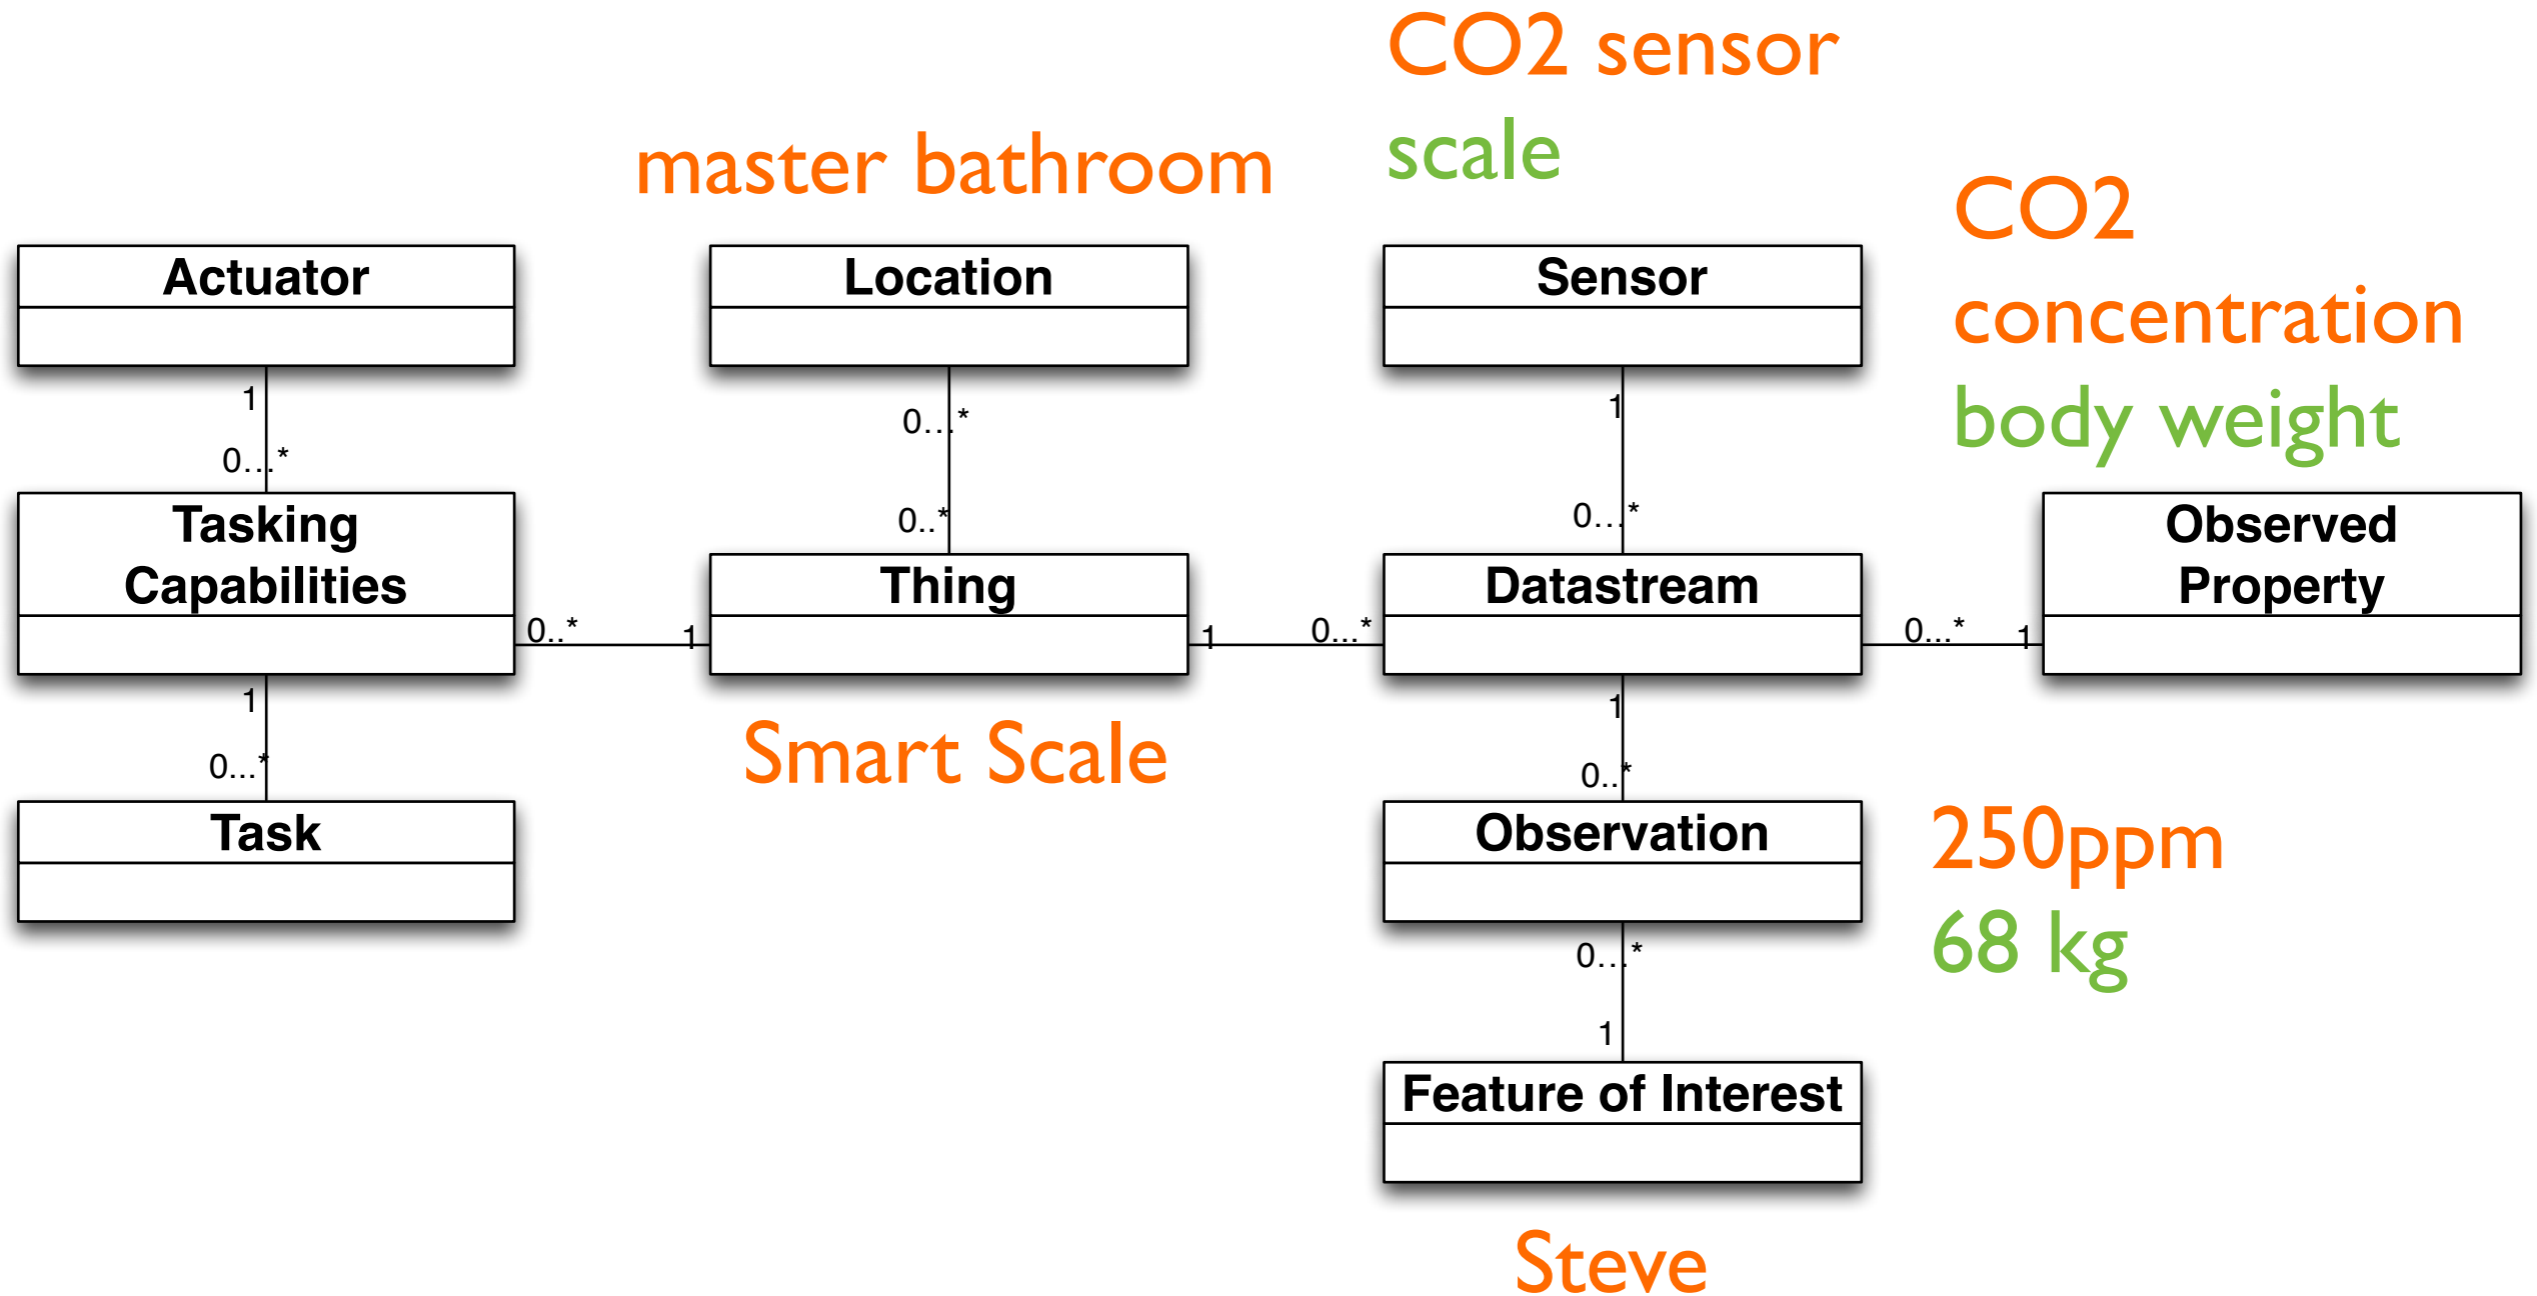 CO2 sensor
scale
master bathroom
CO2
concentration
body weight
Actuator
Location
Sensor
1
0...*
0...*
0..*
1
0...*
Tasking
Capabilities
Thing
Datastream
Observed
Property
0..*
1
1
0...*
0...*
1
Smart Scale
1
0...*
1
0..*
Task
Observation
250ppm
68 kg
0...*
1
Feature of Interest
Steve